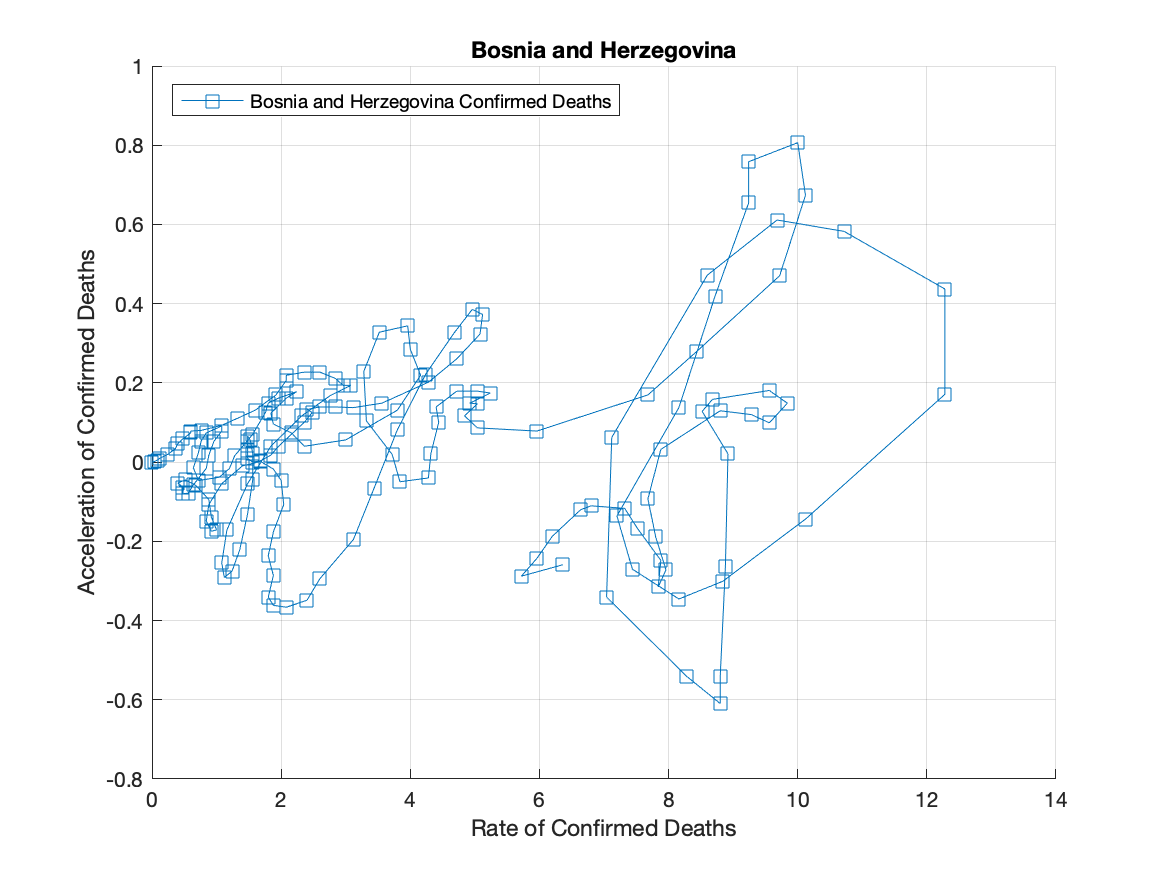 Bosnia and Herzegovina
1
Bosnia and Herzegovina Confirmed Deaths
0.8
0.6
0.4
0.2
0
-0.2
-0.4
-0.6
-0.8
Acceleration of Confirmed Deaths
0 2 4 6 8 10 12 14
Rate of Confirmed Deaths